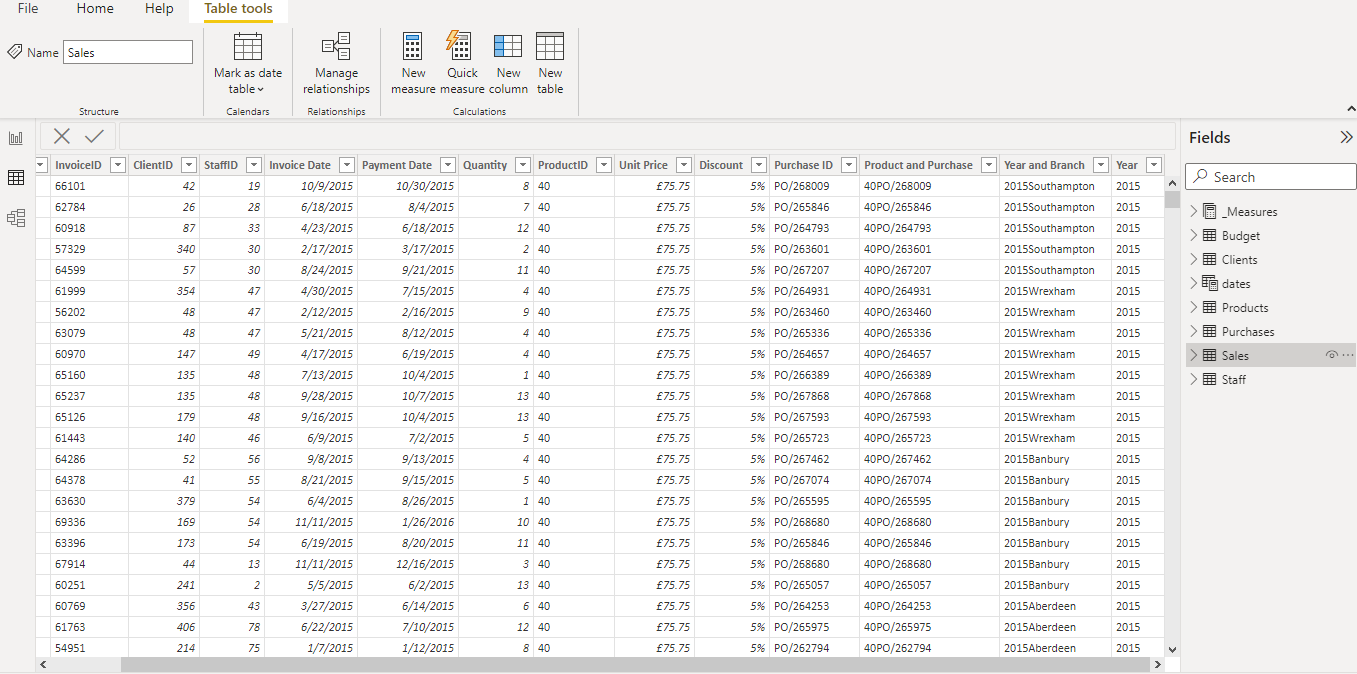 File Home Help Table tools
Name Sales
Mark as date table
Manage relationships
New measure
Quick measure
New column
New table
Structure Calendars Relationships Calculations
Fields
Search
_Measures
Budget
Clients
dates
Products
Purchases
Sales
Staff
InvoiceID ClientID StaffID Invoice Date Payment Date Quantity ProductID Unit Price Discount Purchase ID Product and Purchase Year and Branch Year
66101 42 19 10/9/2015 10/30/2015 8 40 £75.75 5% PO/268009 40PO/268009 2015Southampton 2015
62784 26 28 6/18/2015 8/4/2015 7 40 £75.75 5% PO/265846 40PO/265846 2015Southampton 2015
60918 87 33 4/23/2015 6/18/2015 12 40 £75.75 5% PO/264793 40PO/264793 2015Southampton 2015
57329 340 30 2/17/2015 3/17/2015 2 40 £75.75 5% PO/263601 40PO/263601 2015Southampton 2015
64599 57 30 8/24/2015 9/21/2015 11 40 £75.75 5% PO/267207 40PO/267207 2015Southampton 2015
61999 354 47 4/30/2015 7/15/2015 4 40 £75.75 5% PO/264931 40PO/264931 2015Wrexham 2015
56202 48 47 2/12/2015 2/16/2015 9 40 £75.75 5% PO/263460 40PO/263460 2015Wrexham 2015
63079 48 47 5/21/2015 8/12/2015 4 40 £75.75 5% PO/265336 40PO/265336 2015Wrexham 2015
60970 147 49 4/17/2015 6/19/2015 4 40 £75.75 5% PO/264657 40PO/264657 2015Wrexham 2015
65160 135 48 7/13/2015 10/4/2015 1 40 £75.75 5% PO/266389 40PO/266389 2015Wrexham 2015
65237 135 48 9/28/2015 10/7/2015 13 40 £75.75 5% PO/267868 40PO/267868 2015Wrexham 2015
65126 179 48 9/16/2015 10/4/2015 13 40 £75.75 5% PO/267593 40PO/267593 2015Wrexham 2015
61443 140 46 6/9/2015 7/2/2015 5 40 £75.75 5% PO/265723 40PO/265723 2015Wrexham 2015
64286 52 56 9/8/2015 9/13/2015 4 40 £75.75 5% PO/267462 40PO/267462 2015Banbury 2015
64378 41 55 8/21/2015 9/15/2015 5 40 £75.75 5% PO/267074 40PO/267074 2015Banbury 2015
63630 379 54 6/4/2015 8/26/2015 1 40 £75.75 5% PO/265595 40PO/265595 2015Banbury 2015
69336 169 54 11/11/2015 1/26/2016 10 40 £75.75 5% PO/268680 40PO/268680 2015Banbury 2015
63396 173 54 6/19/2015 8/20/2015 11 40 £75.75 5% PO/265846 40PO/265846 2015Banbury 2015
67914 44 13 11/11/2015 12/16/2015 3 40 £75.75 5% PO/268680 40PO/268680 2015Banbury 2015
60251 241 2 5/5/2015 6/2/2015 13 40 £75.75 5% PO/265057 40PO/265057 2015Banbury 2015
60769 356 43 3/27/2015 6/14/2015 6 40 £75.75 5% PO/264253 40PO/264253 2015Aberdeen 2015
61763 406 78 6/22/2015 7/10/2015 12 40 £75.75 5% PO/265975 40PO/265975 2015Aberdeen 2015
54951 214 75 1/7/2015 1/12/2015 8 40 £75.75 5% PO/262794 40PO/262794 2015Aberdeen 2015